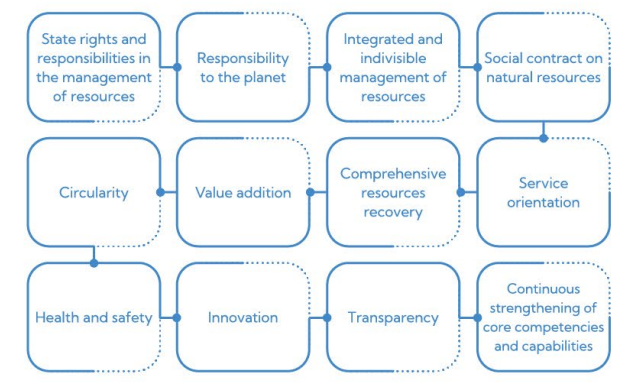 State rights and
responsibilities in
the management
of resources
Responsibility
to the planet
Integrated and
indivisible
management of
resources
Social contract on
natural resources
Service
orientation
Comprehensive
resources
recovery
Value addition
Circularity
Health and safety
Innovation
Transparency
Continuous
strengthening of
core competencies
and capabilities